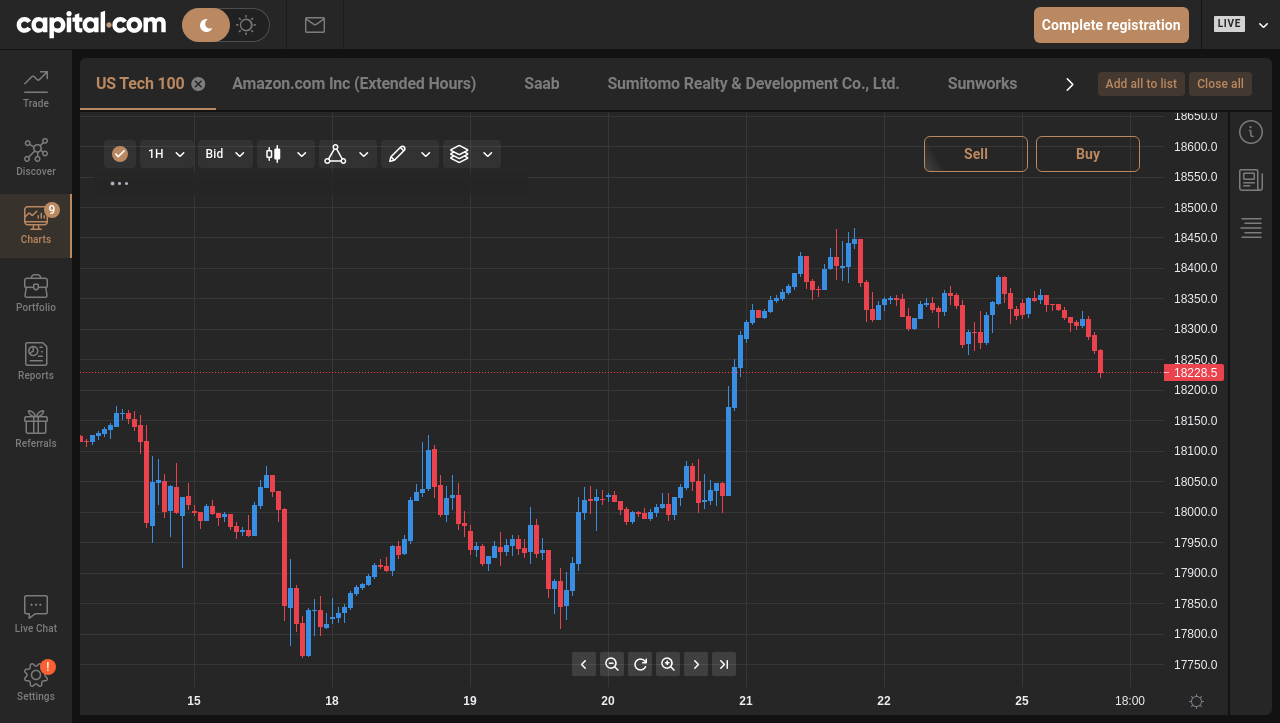 capital.com
Complete registration
LIVE
Trade
Discover
9
Charts
Portfolio
Reports
Referrals
Live Chat
!
Settings
US Tech 100
Amazon.com Inc (Extended Hours)
Saab
Sumitomo Realty & Development Co., Ltd.
Sunworks
Add all to list
Close all
1H
Bid
Sell
Buy
18650.0
18600.0
18550.0
18500.0
18450.0
18400.0
18350.0
18300.0
18250.0
18228.5
18200.0
18150.0
18100.0
18050.0
18000.0
17950.0
17900.0
17850.0
17800.0
17750.0
15
18
19
20
21
22
25
18:00